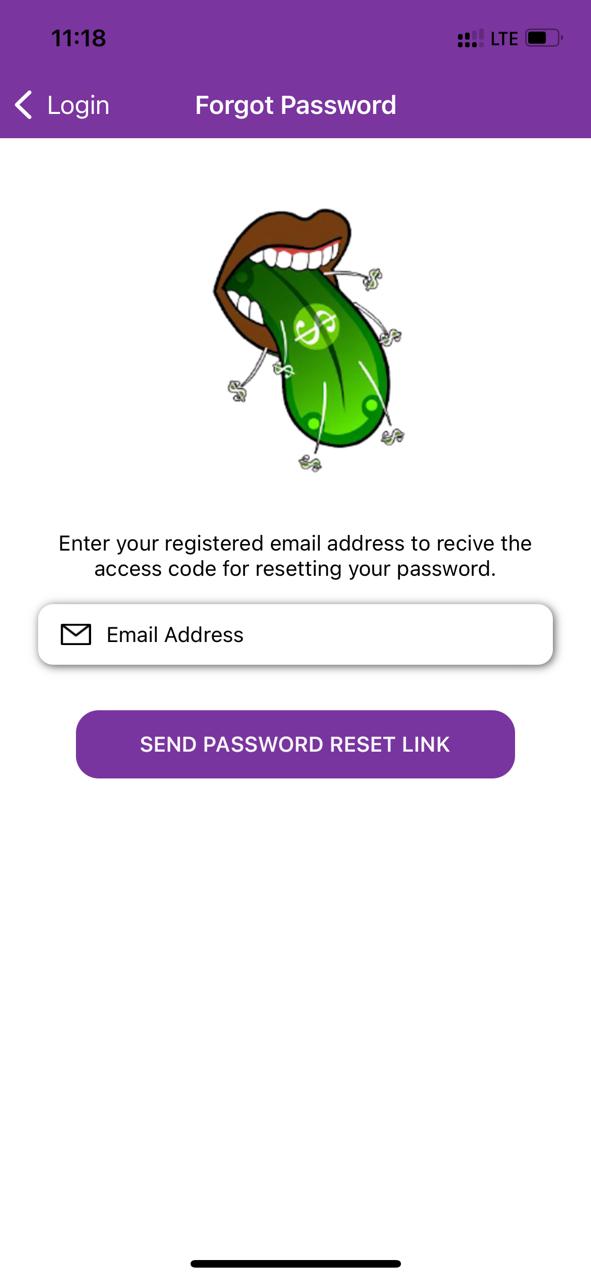 11:18 LTE
Login Forgot Password
$
$
$
$
$
$
$
Enter your registered email address to recive the
access code for resetting your password.
Email Address
SEND PASSWORD RESET LINK